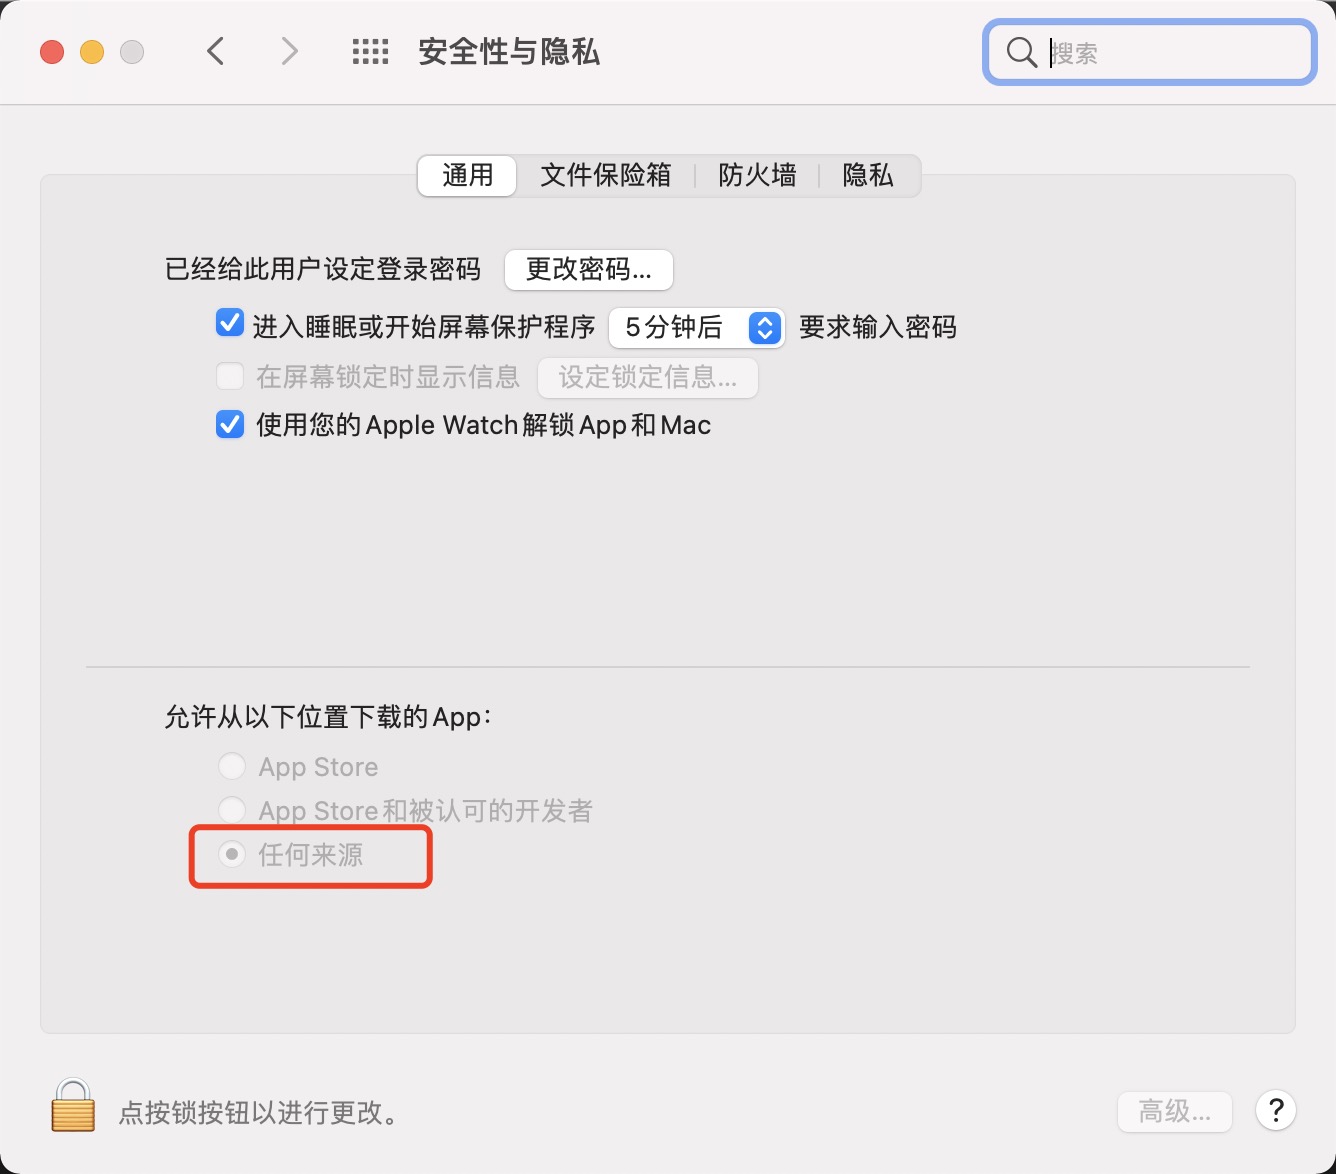 安全性与隐私
搜索
通用 文件保险箱 防火墙 隐私
已经给此用户设定登录密码 更改密码...
进入睡眠或开始屏幕保护程序 5分钟后 要求输入密码
在屏幕锁定时显示信息 设定锁定信息...
使用您的Apple Watch解锁App和Mac
允许从以下位置下载的App：
App Store
App Store和被认可的开发者
任何来源
点按锁按钮以进行更改。
高级... ?